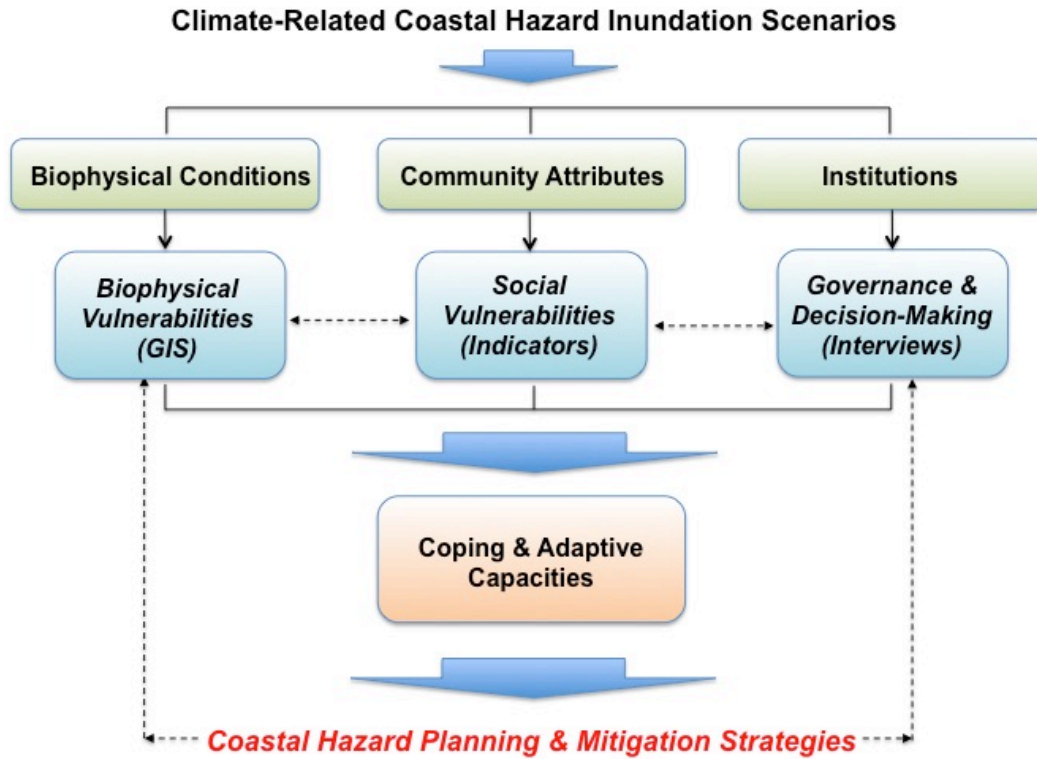 Climate-Related Coastal Hazard Inundation Scenarios
Biophysical Conditions
Community Attributes
Institutions
Biophysical
Vulnerabilities
(GIS)
Social
Vulnerabilities
(Indicators)
Governance &
Decision-Making
(Interviews)
Coping & Adaptive
Capacities
Coastal Hazard Planning & Mitigation Strategies